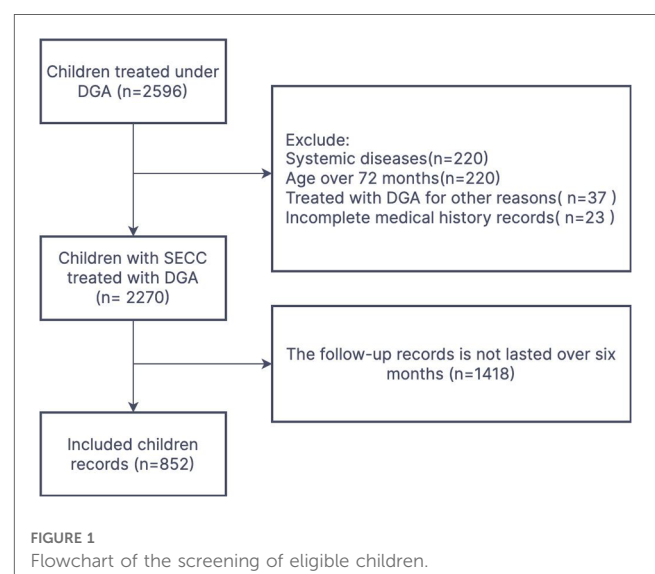 Children treated under
DGA (n=2596)
Exclude:
Systemic diseases(n=220)
Age over 72 months(n=220)
Treated with DGA for other reasons( n=37 )
Incomplete medical history records( n=23 )
Children with SECC
treated with DGA
(n= 2270)
The follow-up records is not lasted over six
months (n=1418)
Included children
records (n=852)
FIGURE 1
Flowchart of the screening of eligible children.